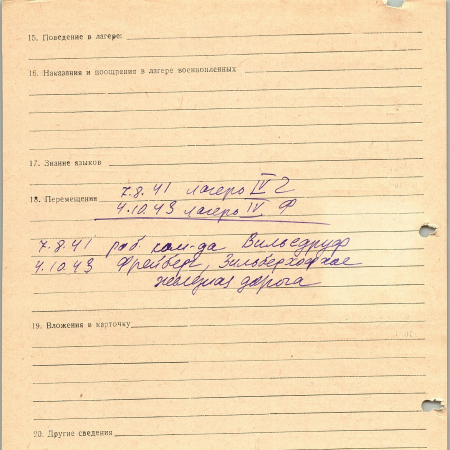 15. Поведение в лагере:
16. Наказания и поощрения в лагере военнопленных
17. Знание языков
18. Перемещения 7.8.41 лагерь IV Г
4.10.43 лагерь IV Ф
7.8.41 раб. ком-да Вильсдруф
4.10.43 Фрейберг, Зильберхофское
железная дорога
19. Вложения в карточку
20. Другие сведения